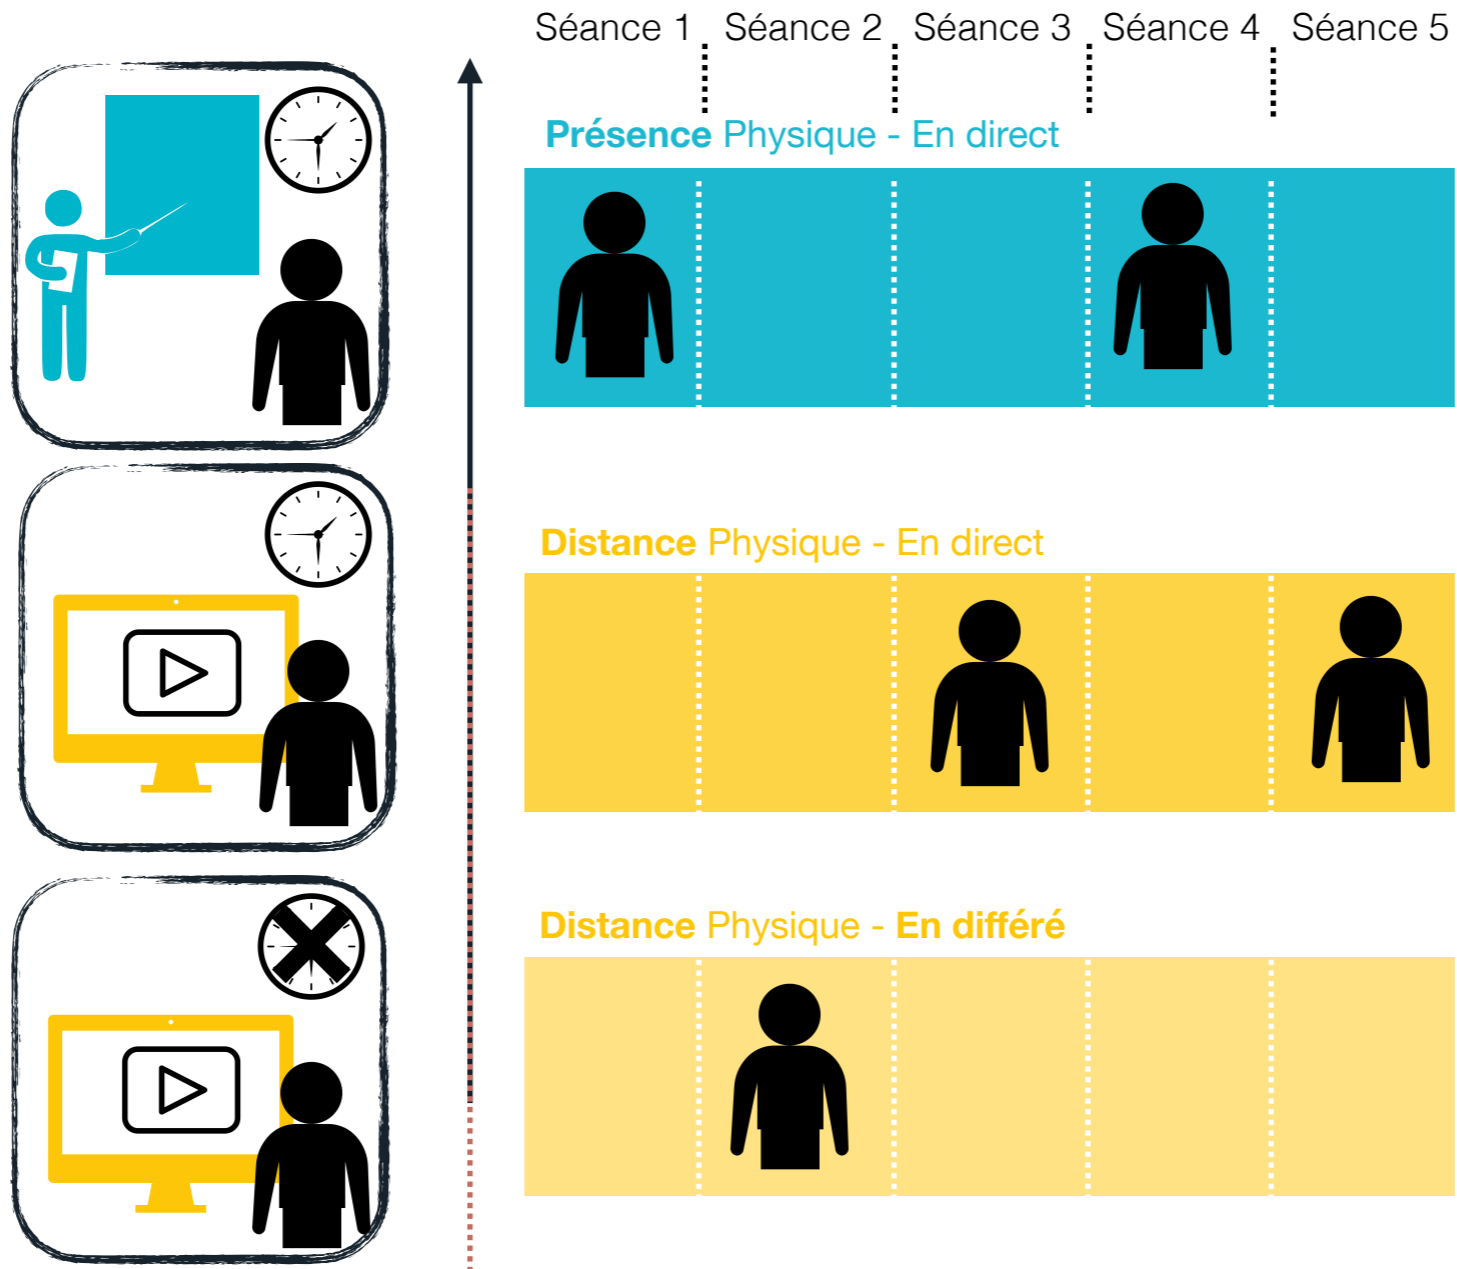 Séance 1 Séance 2 Séance 3 Séance 4 Séance 5
Présence Physique - En direct
Distance Physique - En direct
Distance Physique - En différé